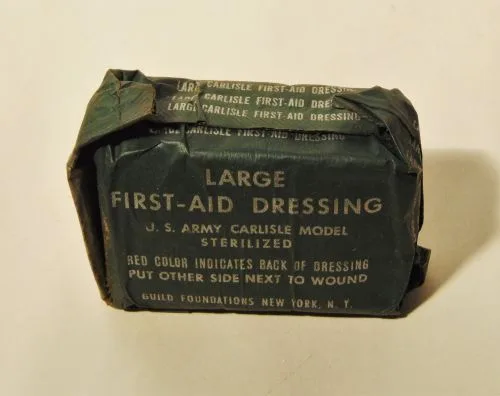 LARGE CARLISLE FIRST-AID DRESSING
LARGE CARLISLE FIRST-AID DRES
LARGE CARLISLE FIRST-AID DRESSING
LARGE CARLISLE FIRST-AID DRESSING
LARGE
FIRST-AID DRESSING
U. S. ARMY CARLISLE MODEL
STERILIZED
RED COLOR INDICATES BACK OF DRESSING
PUT OTHER SIDE NEXT TO WOUND
GUILD FOUNDATIONS NEW YORK, N. Y.